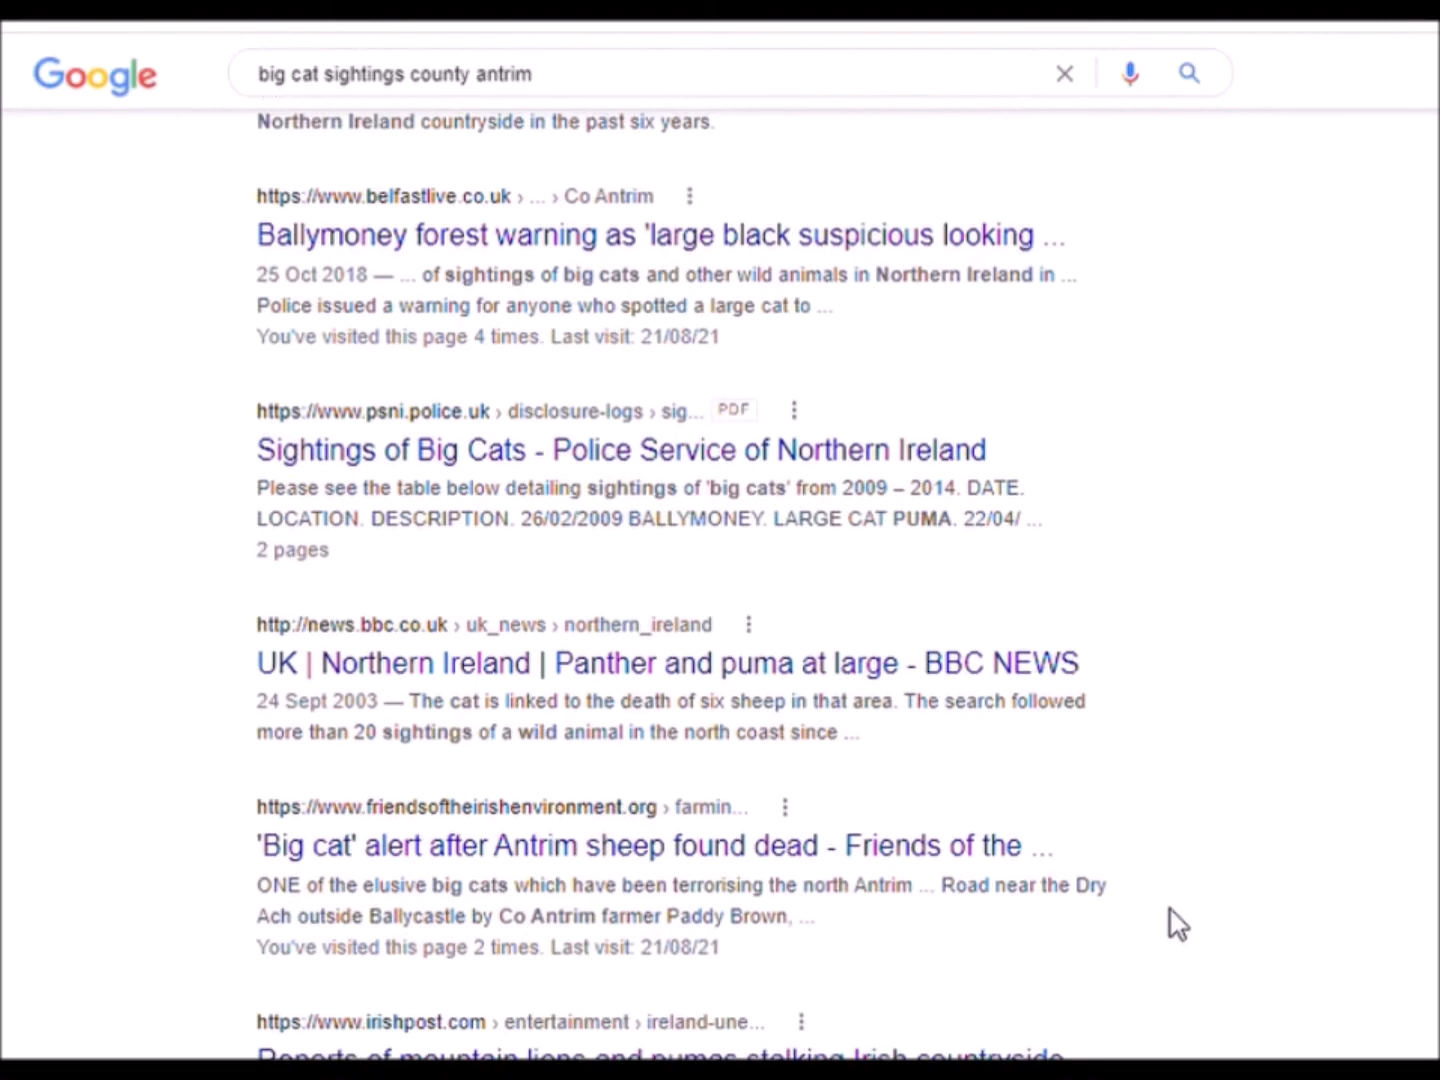 Google
big cat sightings county antrim
Northern Ireland countryside in the past six years.
https://www.belfastlive.co.uk › ... › Co Antrim
Ballymoney forest warning as 'large black suspicious looking ...
25 Oct 2018 — ... of sightings of big cats and other wild animals in Northern Ireland in ...
Police issued a warning for anyone who spotted a large cat to ...
You've visited this page 4 times. Last visit: 21/08/21
https://www.psni.police.uk › disclosure-logs › sig... PDF
Sightings of Big Cats - Police Service of Northern Ireland
Please see the table below detailing sightings of 'big cats' from 2009 – 2014. DATE.
LOCATION. DESCRIPTION. 26/02/2009 BALLYMONEY. LARGE CAT PUMA. 22/04/ ...
2 pages
http://news.bbc.co.uk › uk_news › northern_ireland
UK | Northern Ireland | Panther and puma at large - BBC NEWS
24 Sept 2003 — The cat is linked to the death of six sheep in that area. The search followed
more than 20 sightings of a wild animal in the north coast since ...
https://www.friendsoftheirishenvironment.org › farmin...
'Big cat' alert after Antrim sheep found dead - Friends of the ...
ONE of the elusive big cats which have been terrorising the north Antrim ... Road near the Dry
Ach outside Ballycastle by Co Antrim farmer Paddy Brown, ...
You've visited this page 2 times. Last visit: 21/08/21
https://www.irishpost.com › entertainment › ireland-une...
Reports of mountain lions and pumas stalking Irish countryside